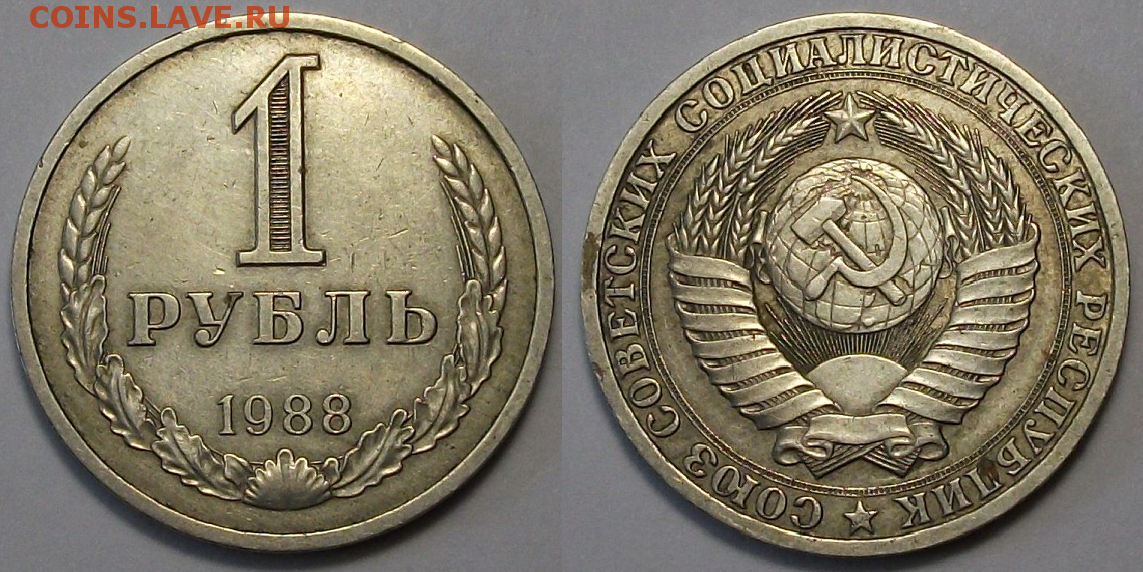 COINS.LAVE.RU
1
РУБЛЬ
1988
СОЮЗ СОВЕТСКИХ СОЦИАЛИСТИЧЕСКИХ РЕСПУБЛИК